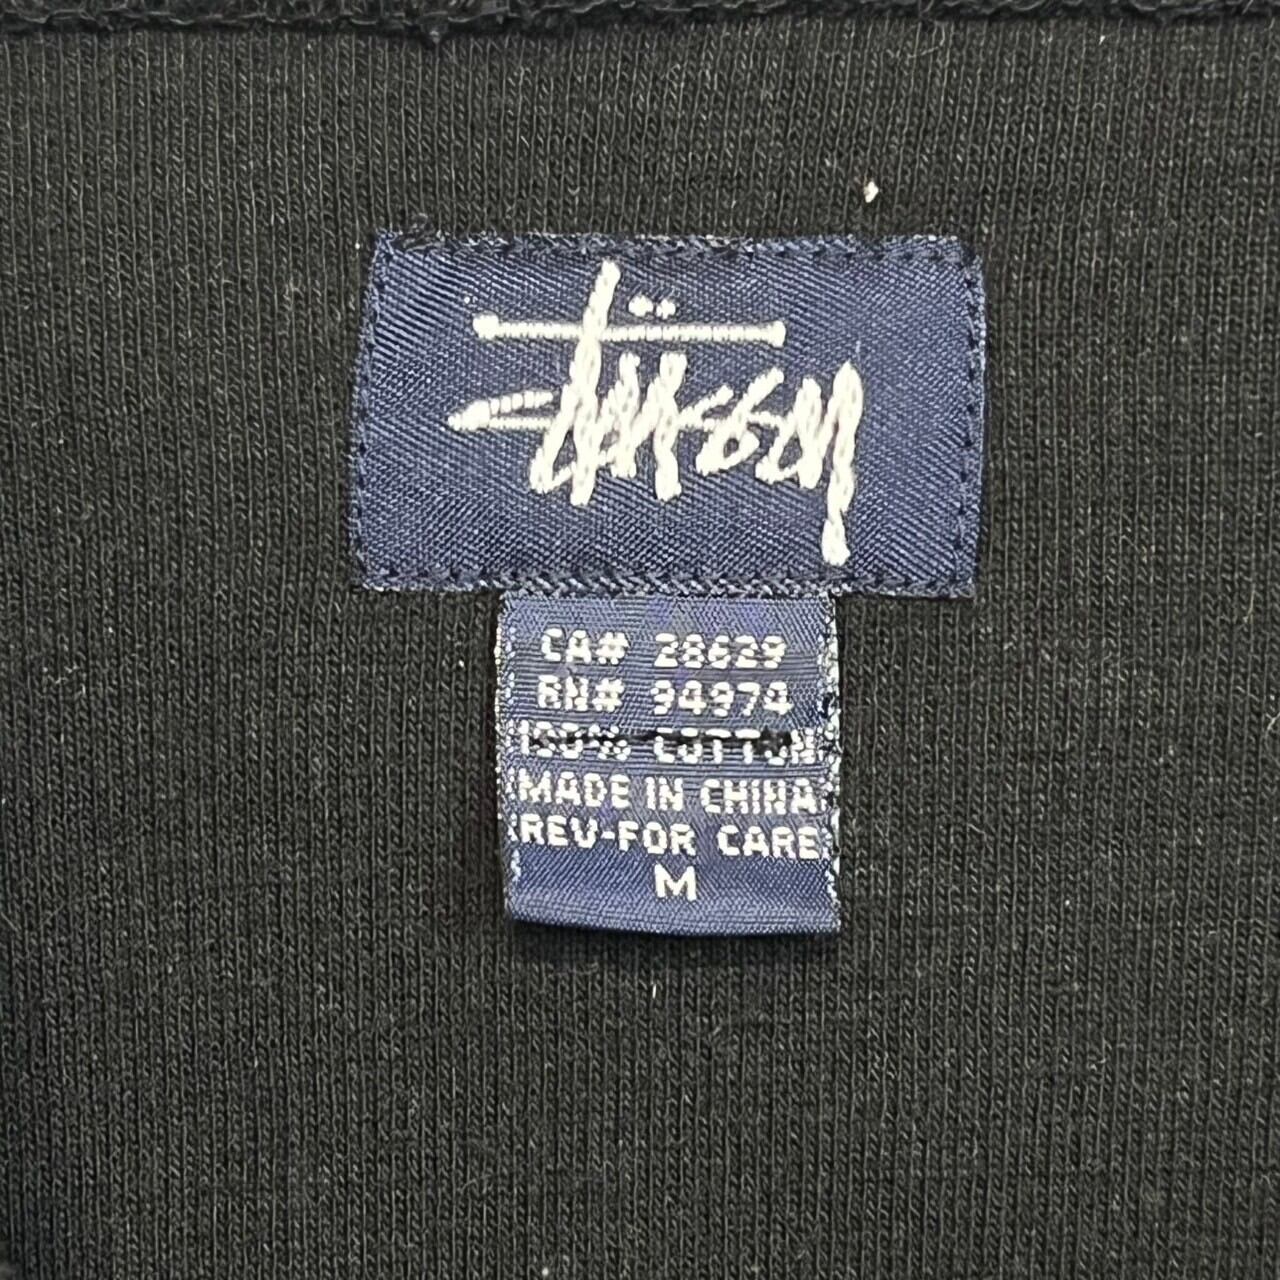 Stüssy
CA# 28629
RN# 94974
100% COTTON
MADE IN CHINA
REV-FOR CARE
M